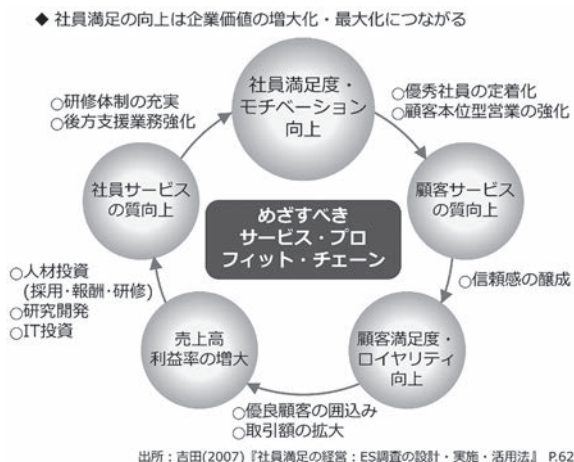 ◆ 社員満足の向上は企業価値の増大化・最大化につながる
社員満足度・
モチベーション
向上
○研修体制の充実
○後方支援業務強化
○優秀社員の定着化
○顧客本位型営業の強化
社員サービス
の質向上
めざすべき
サービス・プロ
フィット・チェーン
顧客サービス
の質向上
○人材投資
(採用・報酬・研修)
○研究開発
○IT投資
○信頼感の醸成
売上高
利益率の増大
顧客満足度・
ロイヤリティ
向上
○優良顧客の囲込み
○取引額の拡大
出所：吉田(2007)『社員満足の経営：ES調査の設計・実施・活用法』 P.62